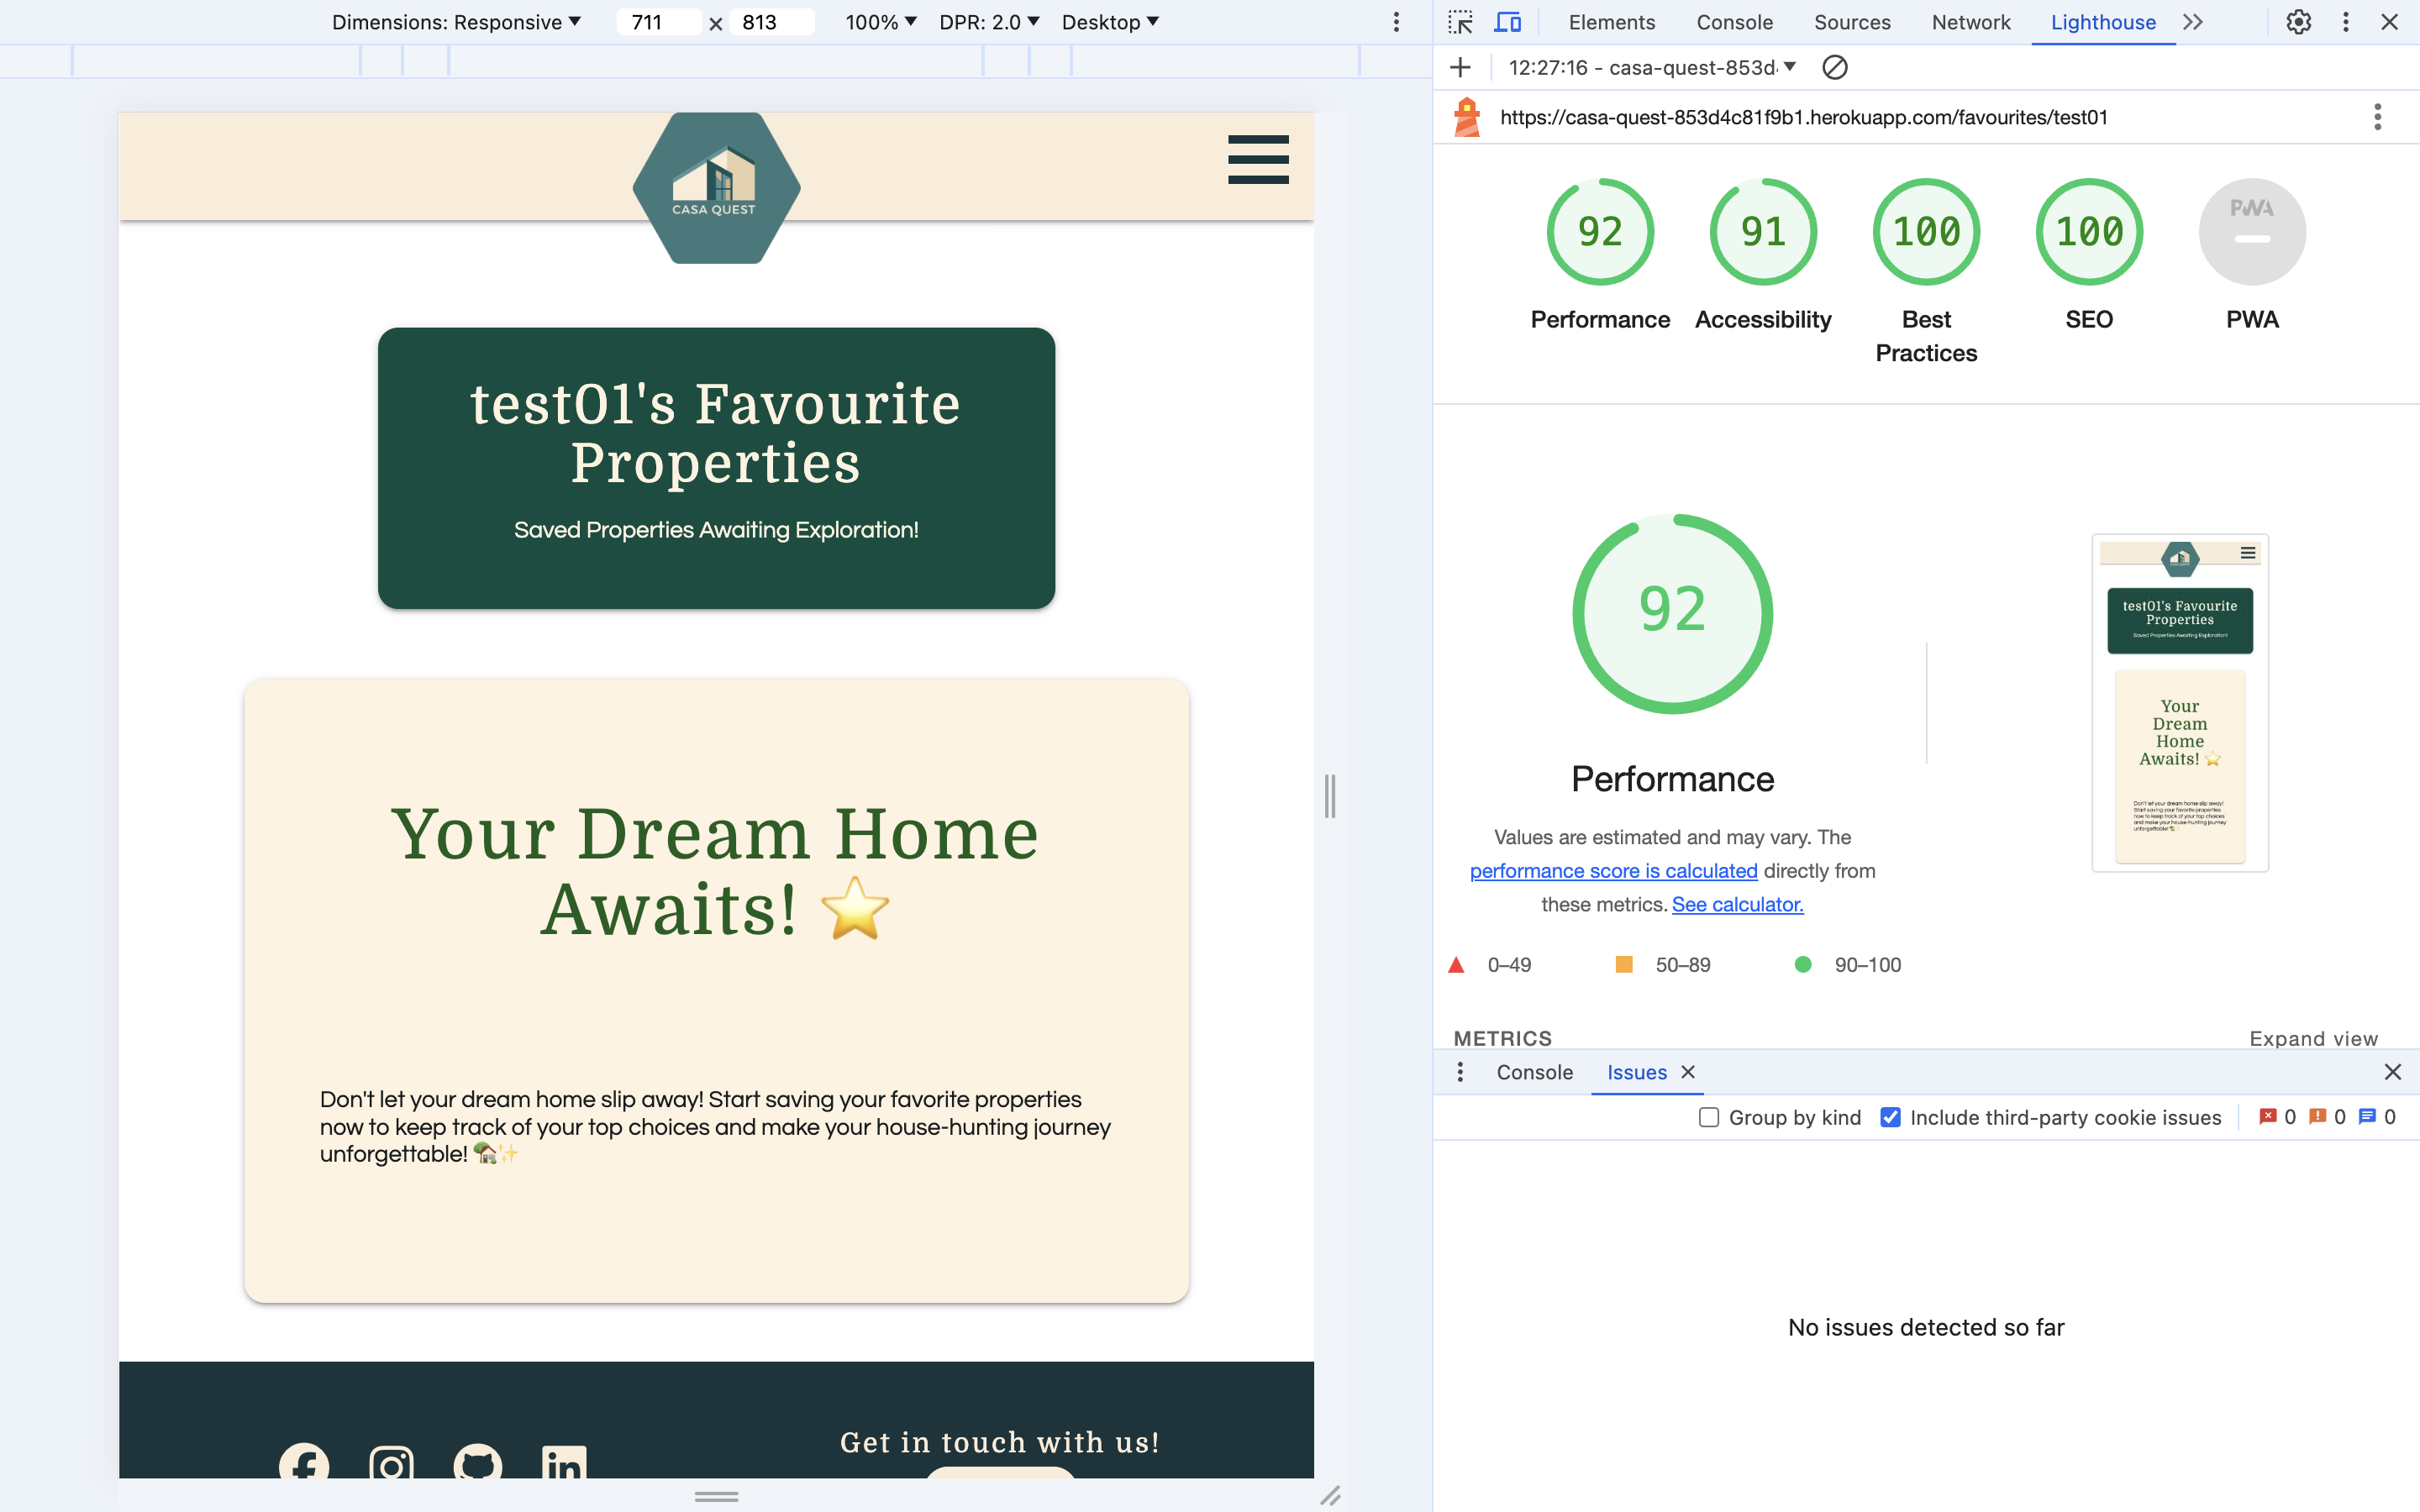 Dimensions: Responsive 711 × 813 100% DPR: 2.0 Desktop
CASA QUEST
test01's Favourite
Properties
Saved Properties Awaiting Exploration!
Your Dream Home
Awaits! ⭐
Don't let your dream home slip away! Start saving your favorite properties
now to keep track of your top choices and make your house-hunting journey
unforgettable! 🏡✨
Get in touch with us!
Elements Console Sources Network Lighthouse
12:27:16 - casa-quest-853d
https://casa-quest-853d4c81f9b1.herokuapp.com/favourites/test01
92 91 100 100 PWA
Performance Accessibility Best SEO PWA
Practices
92
Performance
Values are estimated and may vary. The
performance score is calculated directly from
these metrics. See calculator.
0–49 50–89 90–100
test01's Favourite
Properties
Saved Properties Awaiting Exploration!
Your
Dream
Home
Awaits! ⭐
Don't let your dream home slip away!
Start saving your favorite properties
now to keep track of your top choices
and make your house-hunting journey
unforgettable!
METRICS Expand view
Console Issues
Group by kind Include third-party cookie issues 0 0 0
No issues detected so far